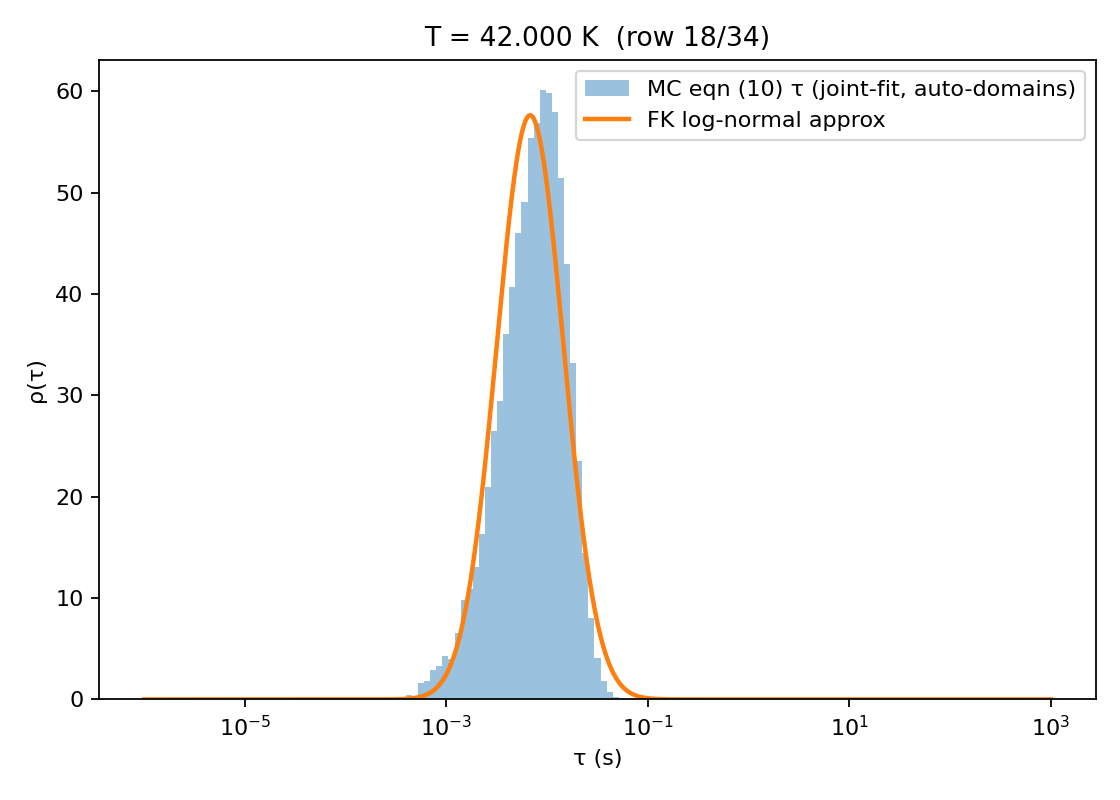 T = 42.000 K  (row 18/34)
MC eqn (10) τ (joint-fit, auto-domains)
FK log-normal approx
ρ(τ)
60
50
40
30
20
10
0
10⁻⁵ 10⁻³ 10⁻¹ 10¹ 10³
τ (s)